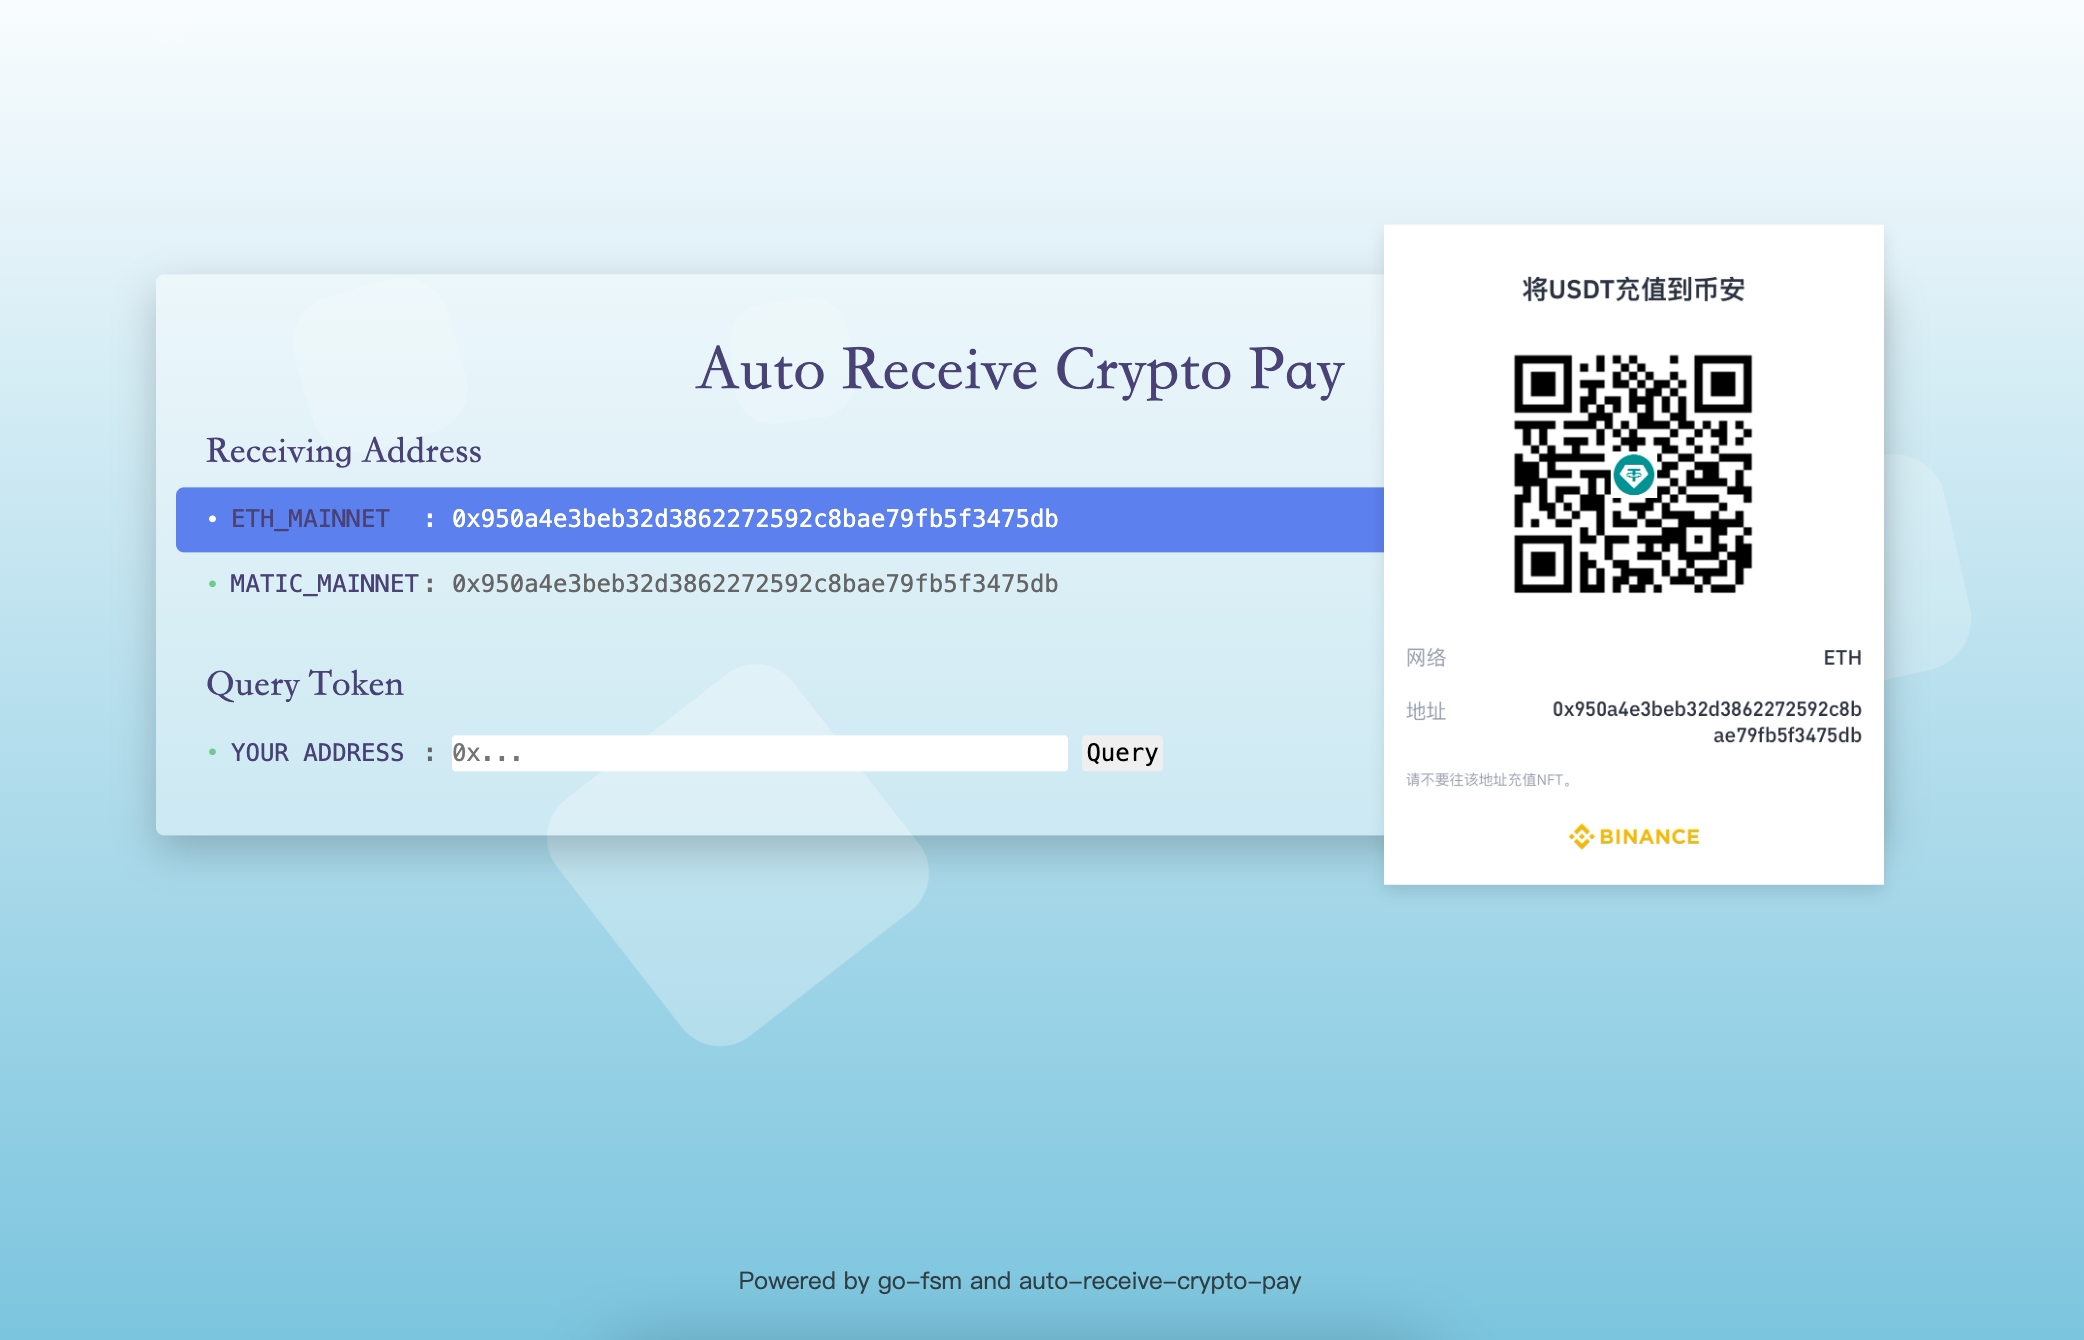 Auto Receive Crypto Pay
Receiving Address
• ETH_MAINNET : 0x950a4e3beb32d3862272592c8bae79fb5f3475db
• MATIC_MAINNET : 0x950a4e3beb32d3862272592c8bae79fb5f3475db
Query Token
• YOUR ADDRESS : 0x... Query
将USDT充值到币安
网络 ETH
地址 0x950a4e3beb32d3862272592c8b
ae79fb5f3475db
请不要往该地址充值NFT。
BINANCE
Powered by go-fsm and auto-receive-crypto-pay